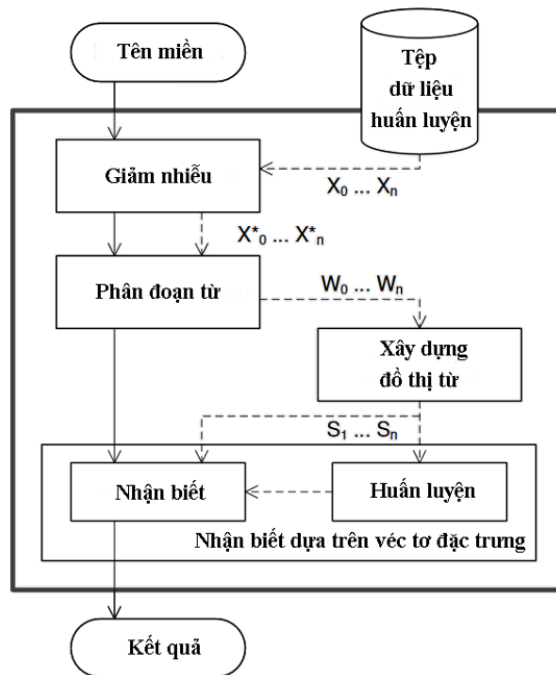 Tên miền
Tệp
dữ liệu
huấn luyện
Giảm nhiễu
X₀ ... Xₙ
X*₀ ... X*ₙ
Phân đoạn từ
W₀ ... Wₙ
Xây dựng
đồ thị từ
S₁ ... Sₙ
Nhận biết
Huấn luyện
Nhận biết dựa trên véc tơ đặc trưng
Kết quả